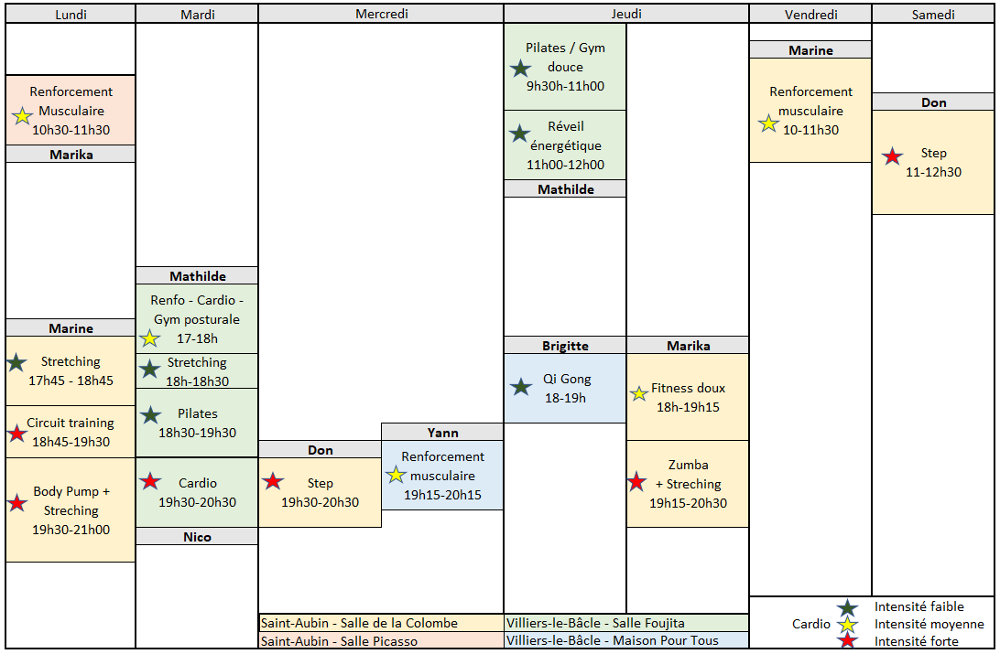 Lundi
Mardi
Mercredi
Jeudi
Vendredi
Samedi
Renforcement
Musculaire
10h30-11h30
Marika
Marine
Stretching
17h45 - 18h45
Circuit training
18h45-19h30
Body Pump +
Streching
19h30-21h00
Mathilde
Renfo - Cardio -
Gym posturale
17-18h
Stretching
18h-18h30
Pilates
18h30-19h30
Cardio
19h30-20h30
Nico
Don
Step
19h30-20h30
Yann
Renforcement
musculaire
19h15-20h15
Pilates / Gym
douce
9h30h-11h00
Réveil
énergétique
11h00-12h00
Mathilde
Brigitte
Qi Gong
18-19h
Marika
Fitness doux
18h-19h15
Zumba
+ Streching
19h15-20h30
Marine
Renforcement
musculaire
10-11h30
Don
Step
11-12h30
Saint-Aubin - Salle de la Colombe
Villiers-le-Bâcle - Salle Foujita
Saint-Aubin - Salle Picasso
Villiers-le-Bâcle - Maison Pour Tous
Intensité faible
Cardio
Intensité moyenne
Intensité forte